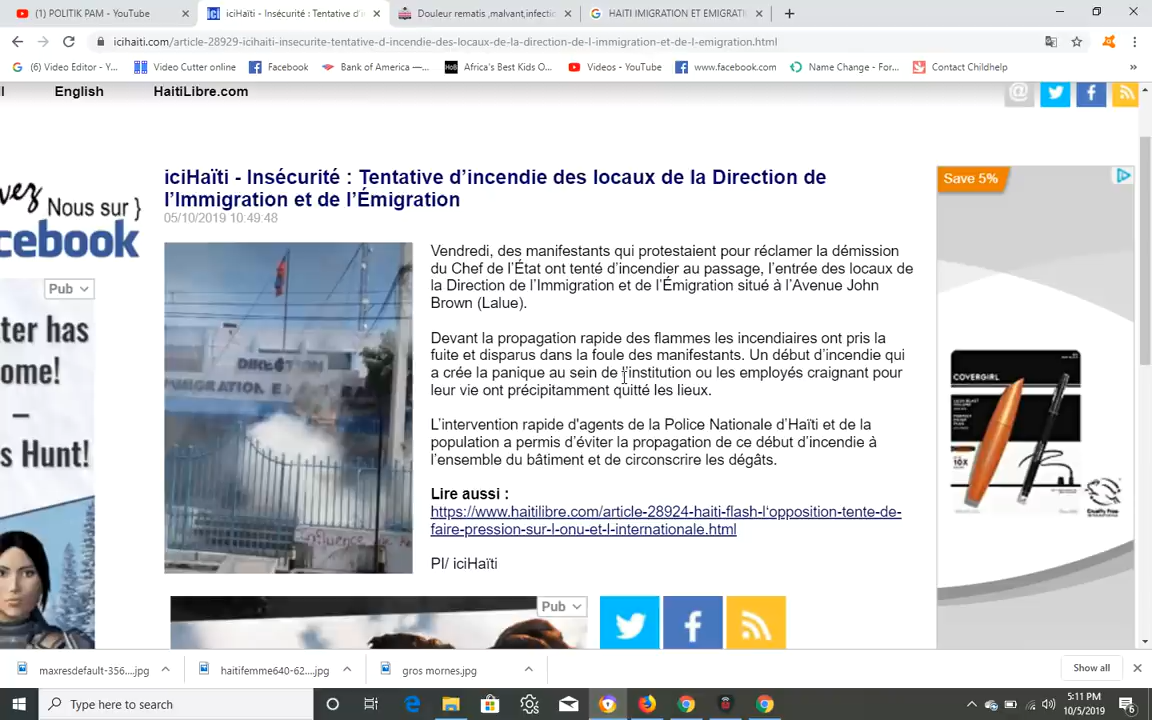 (1) POLITIK PAM - YouTube
iciHaïti - Insécurité : Tentative d'i
Douleur rematis ,malvant,infectio
HAITI IMIGRATION ET EMIGRATI
icihaiti.com/article-28929-icihaiti-insecurite-tentative-d-incendie-des-locaux-de-la-direction-de-l-immigration-et-de-l-emigration.html
(6) Video Editor - Y...
Video Cutter online
Facebook
Bank of America —...
Africa's Best Kids O...
Videos - YouTube
www.facebook.com
Name Change - For...
Contact Childhelp
»
English
HaitiLibre.com
iciHaïti - Insécurité : Tentative d’incendie des locaux de la Direction de
l’Immigration et de l’Émigration
05/10/2019 10:49:48
vez
Nous sur }
cebook
Pub
ter has
ome!
–
s Hunt!
DIRECTION
Vendredi, des manifestants qui protestaient pour réclamer la démission
du Chef de l’État ont tenté d’incendier au passage, l’entrée des locaux de
la Direction de l’Immigration et de l’Émigration situé à l’Avenue John
Brown (Lalue).
Devant la propagation rapide des flammes les incendiaires ont pris la
fuite et disparus dans la foule des manifestants. Un début d’incendie qui
a crée la panique au sein de l’institution ou les employés craignant pour
leur vie ont précipitamment quitté les lieux.
L’intervention rapide d'agents de la Police Nationale d’Haïti et de la
population a permis d’éviter la propagation de ce début d’incendie à
l’ensemble du bâtiment et de circonscrire les dégâts.
Lire aussi :
https://www.haitilibre.com/article-28924-haiti-flash-l'opposition-tente-de-
faire-pression-sur-l-onu-et-l-internationale.html
PI/ iciHaïti
Save 5%
COVERGIRL
Pub
maxresdefault-356....jpg
haitifemme640-62....jpg
gros mornes.jpg
Show all
Type here to search
5:11 PM
10/5/2019
6